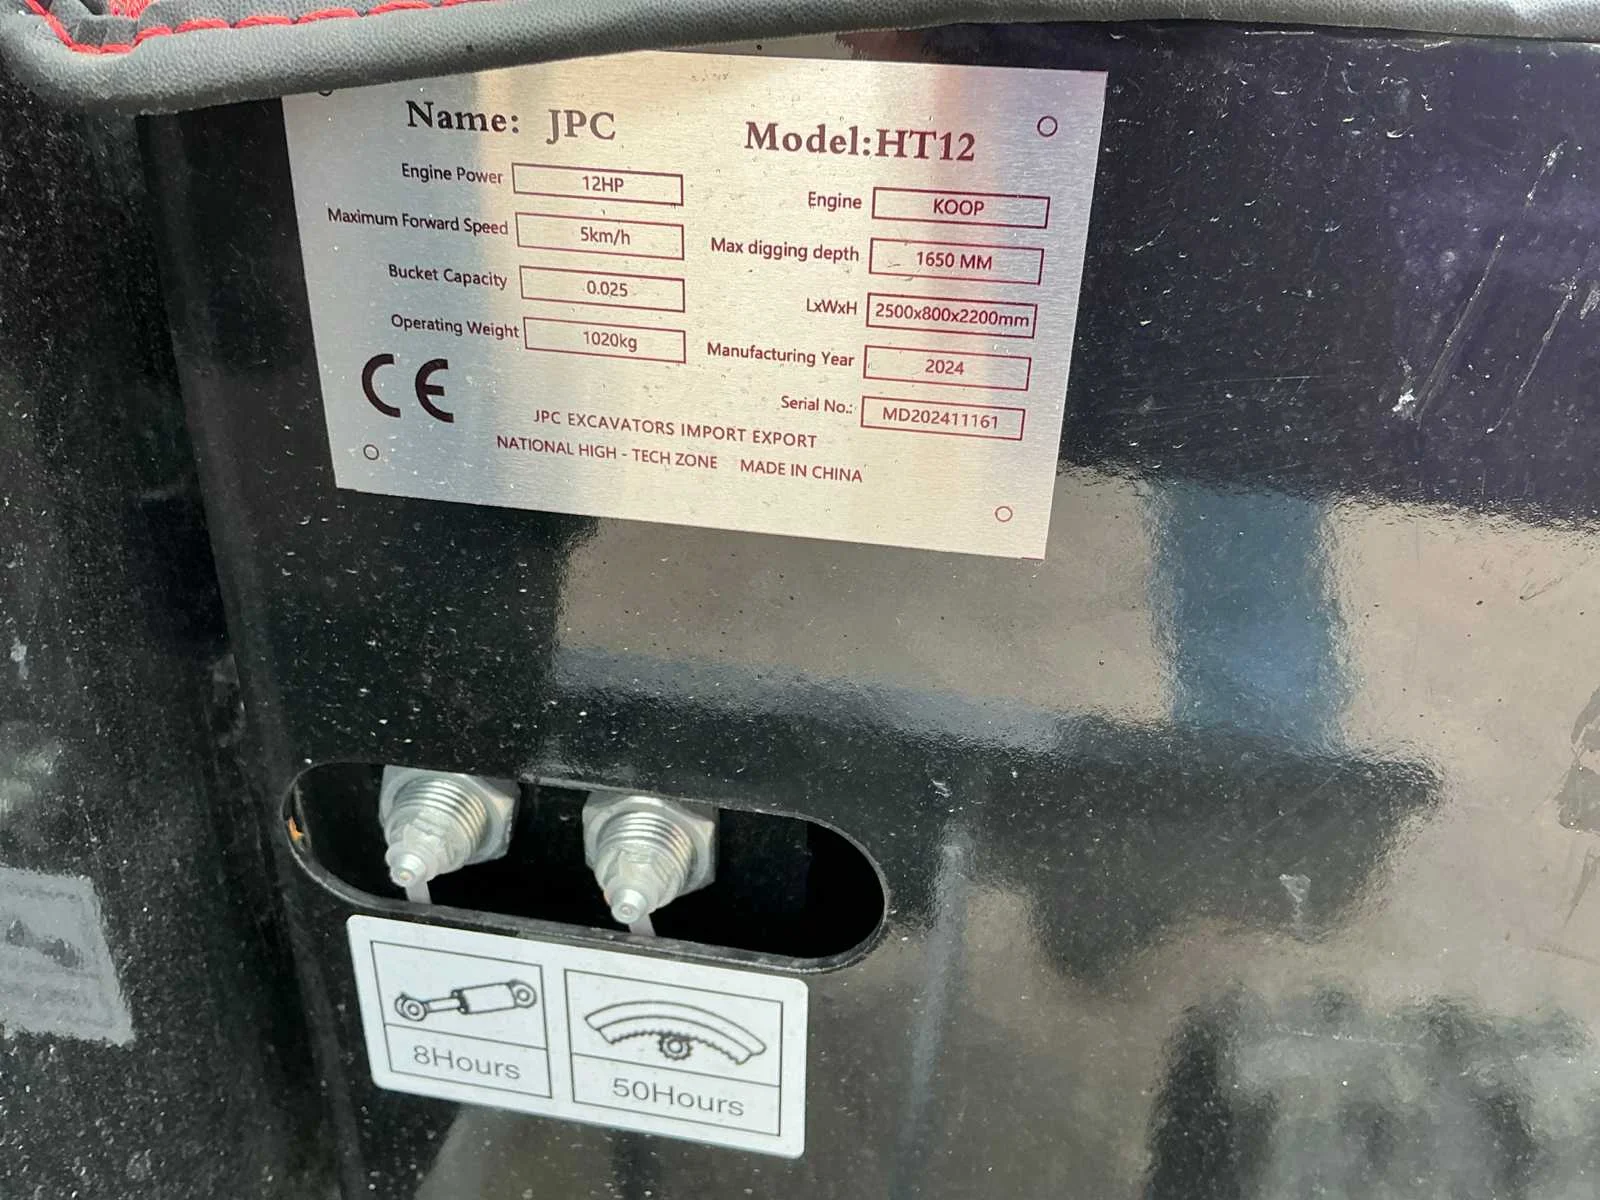 Name: JPC
Model:HT12
Engine Power 12HP
Engine KOOP
Maximum Forward Speed 5km/h
Max digging depth 1650 MM
Bucket Capacity 0.025
LxWxH 2500x800x2200mm
Operating Weight 1020kg
Manufacturing Year 2024
Serial No.: MD202411161
CE
JPC EXCAVATORS IMPORT EXPORT
NATIONAL HIGH - TECH ZONE MADE IN CHINA
8Hours
50Hours